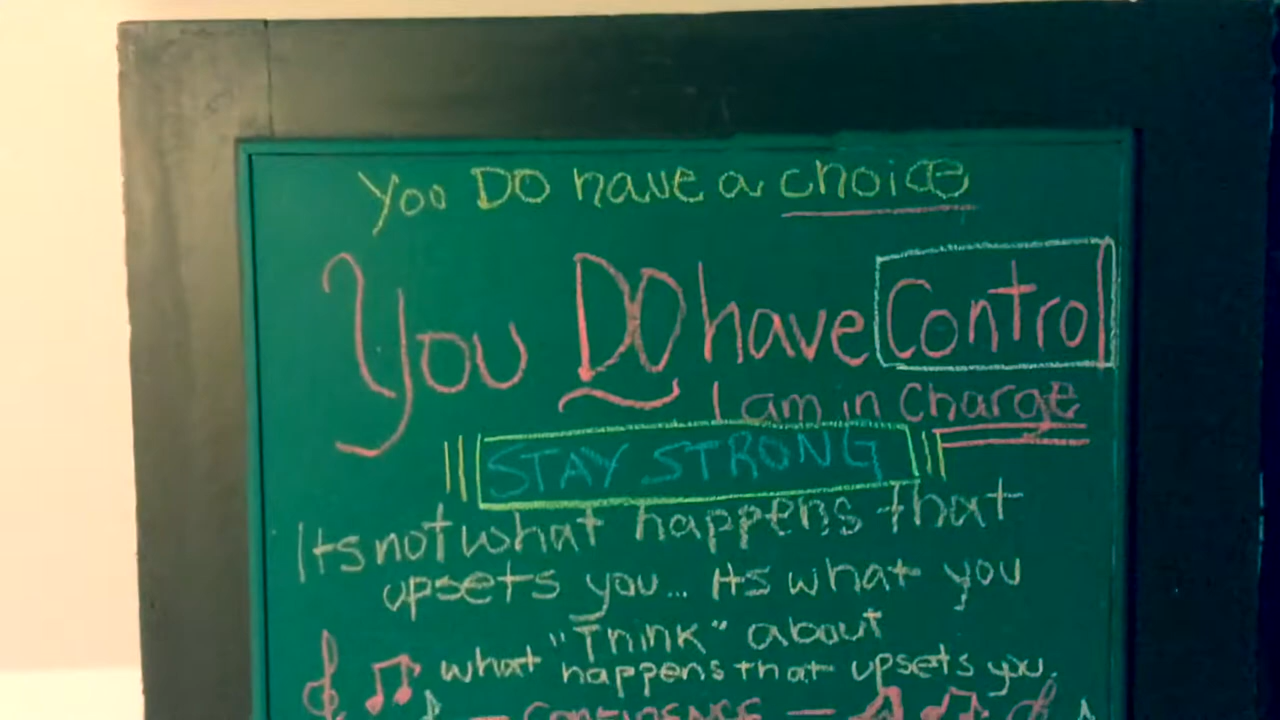 You DO have a choice
You DO have Control
I am in Charge
STAY STRONG
Its not what happens that
upsets you... its what you
"Think" about
what happens that upsets you.